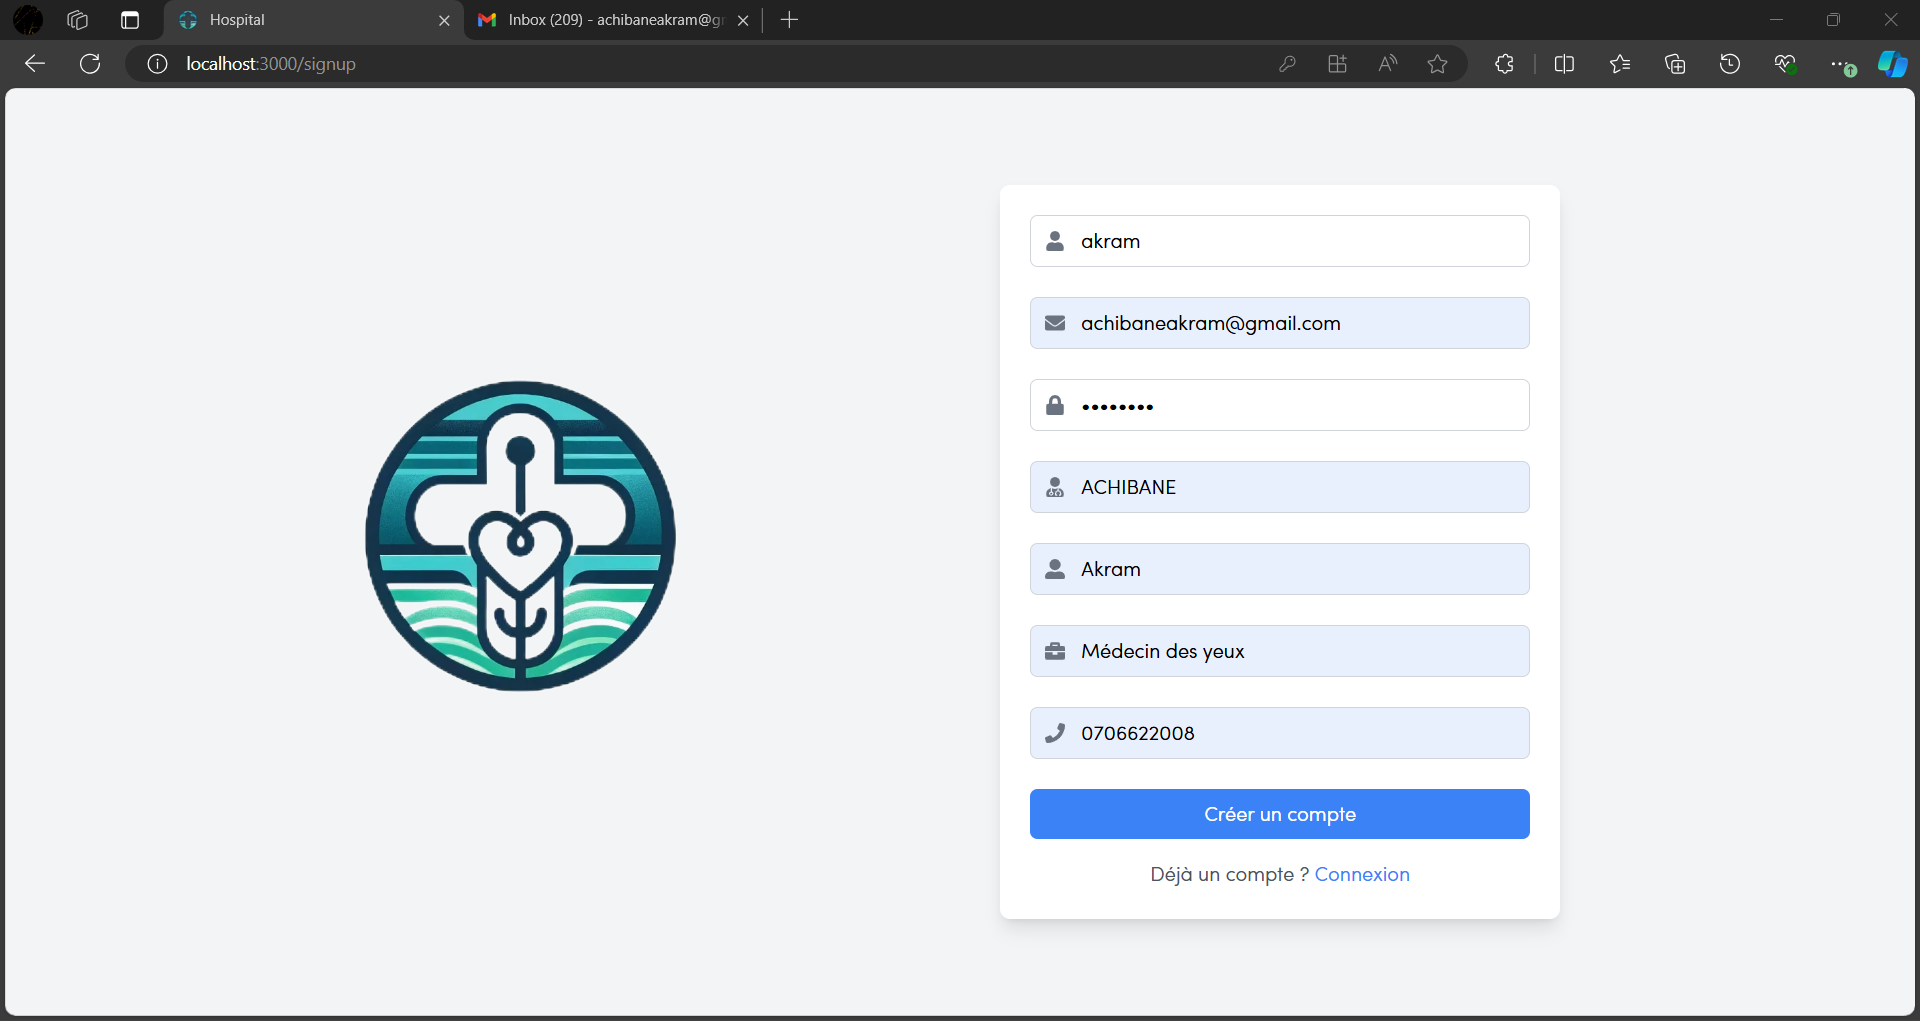 Hospital
Inbox (209) - achibaneakram@gr
localhost:3000/signup
akram
achibaneakram@gmail.com
••••••••
ACHIBANE
Akram
Médecin des yeux
0706622008
Créer un compte
Déjà un compte ? Connexion